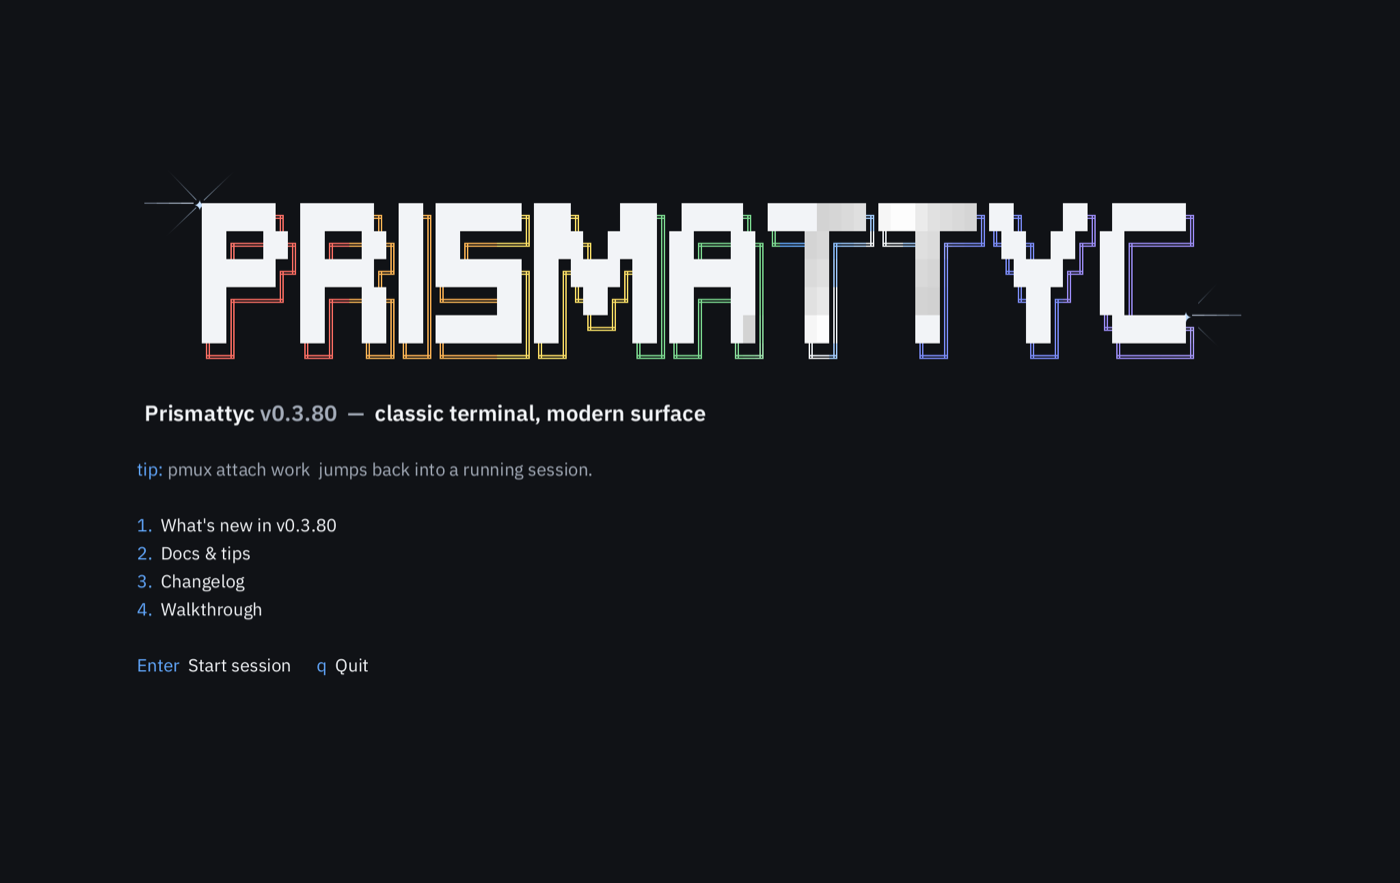 PRISMATTYC
Prismattyc v0.3.80 — classic terminal, modern surface
tip: pmux attach work jumps back into a running session.
1. What's new in v0.3.80
2. Docs & tips
3. Changelog
4. Walkthrough
Enter Start session q Quit